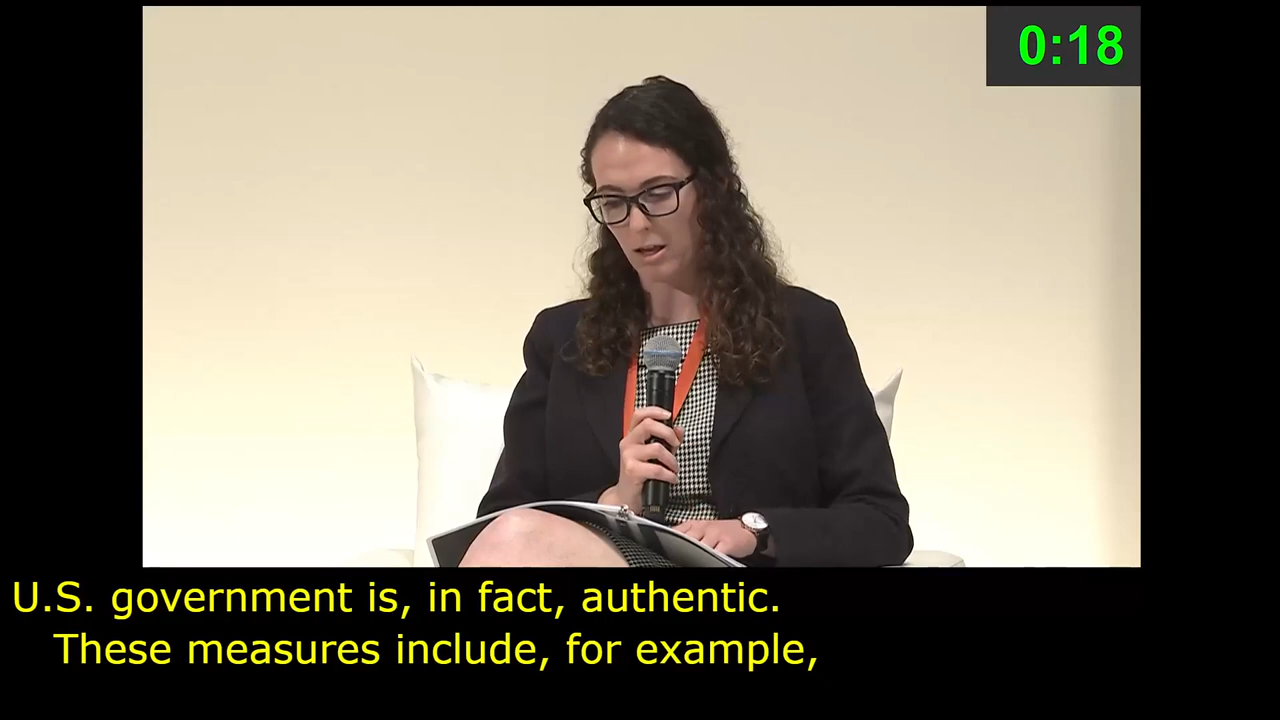 0:18
U.S. government is, in fact, authentic.
These measures include, for example,